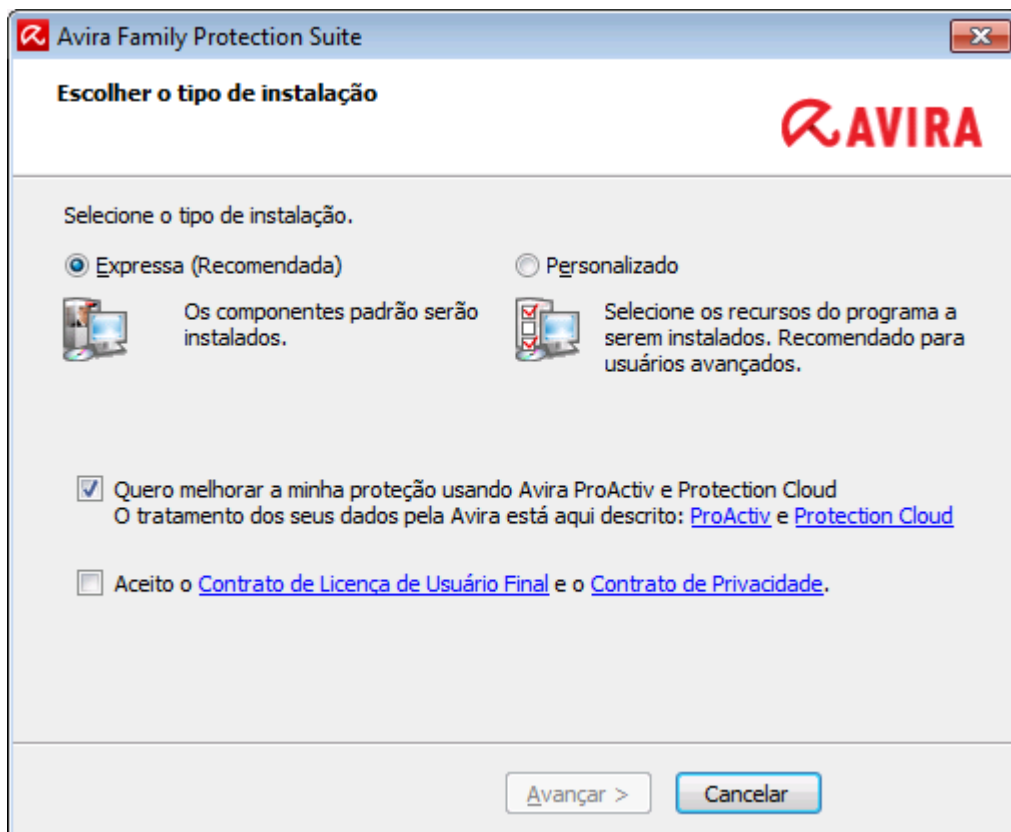 Avira Family Protection Suite
Escolher o tipo de instalação
AVIRA
Selecione o tipo de instalação.
Expressa (Recomendada)
Os componentes padrão serão
instalados.
Personalizado
Selecione os recursos do programa a
serem instalados. Recomendado para
usuários avançados.
Quero melhorar a minha proteção usando Avira ProActiv e Protection Cloud
O tratamento dos seus dados pela Avira está aqui descrito: ProActiv e Protection Cloud
Aceito o Contrato de Licença de Usuário Final e o Contrato de Privacidade.
Avançar >
Cancelar